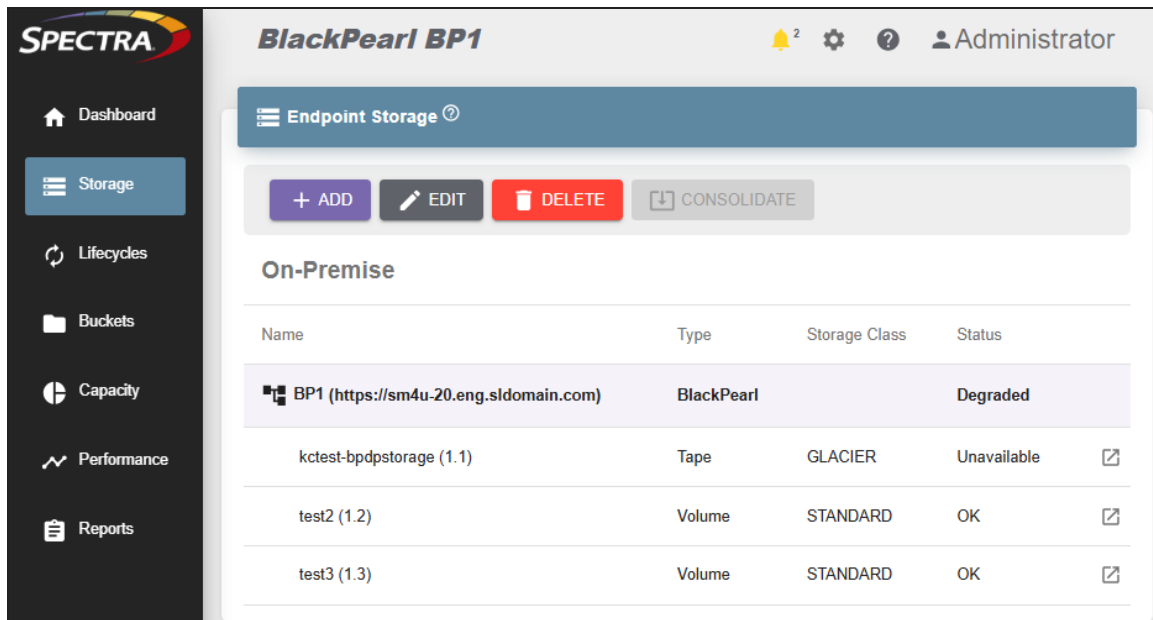 SPECTRA
BlackPearl BP1
2
Administrator
Dashboard
Storage
Lifecycles
Buckets
Capacity
Performance
Reports
Endpoint Storage ?
+ ADD
EDIT
DELETE
CONSOLIDATE
On-Premise
Name Type Storage Class Status
BP1 (https://sm4u-20.eng.sldomain.com) BlackPearl Degraded
kctest-bpdpstorage (1.1) Tape GLACIER Unavailable
test2 (1.2) Volume STANDARD OK
test3 (1.3) Volume STANDARD OK